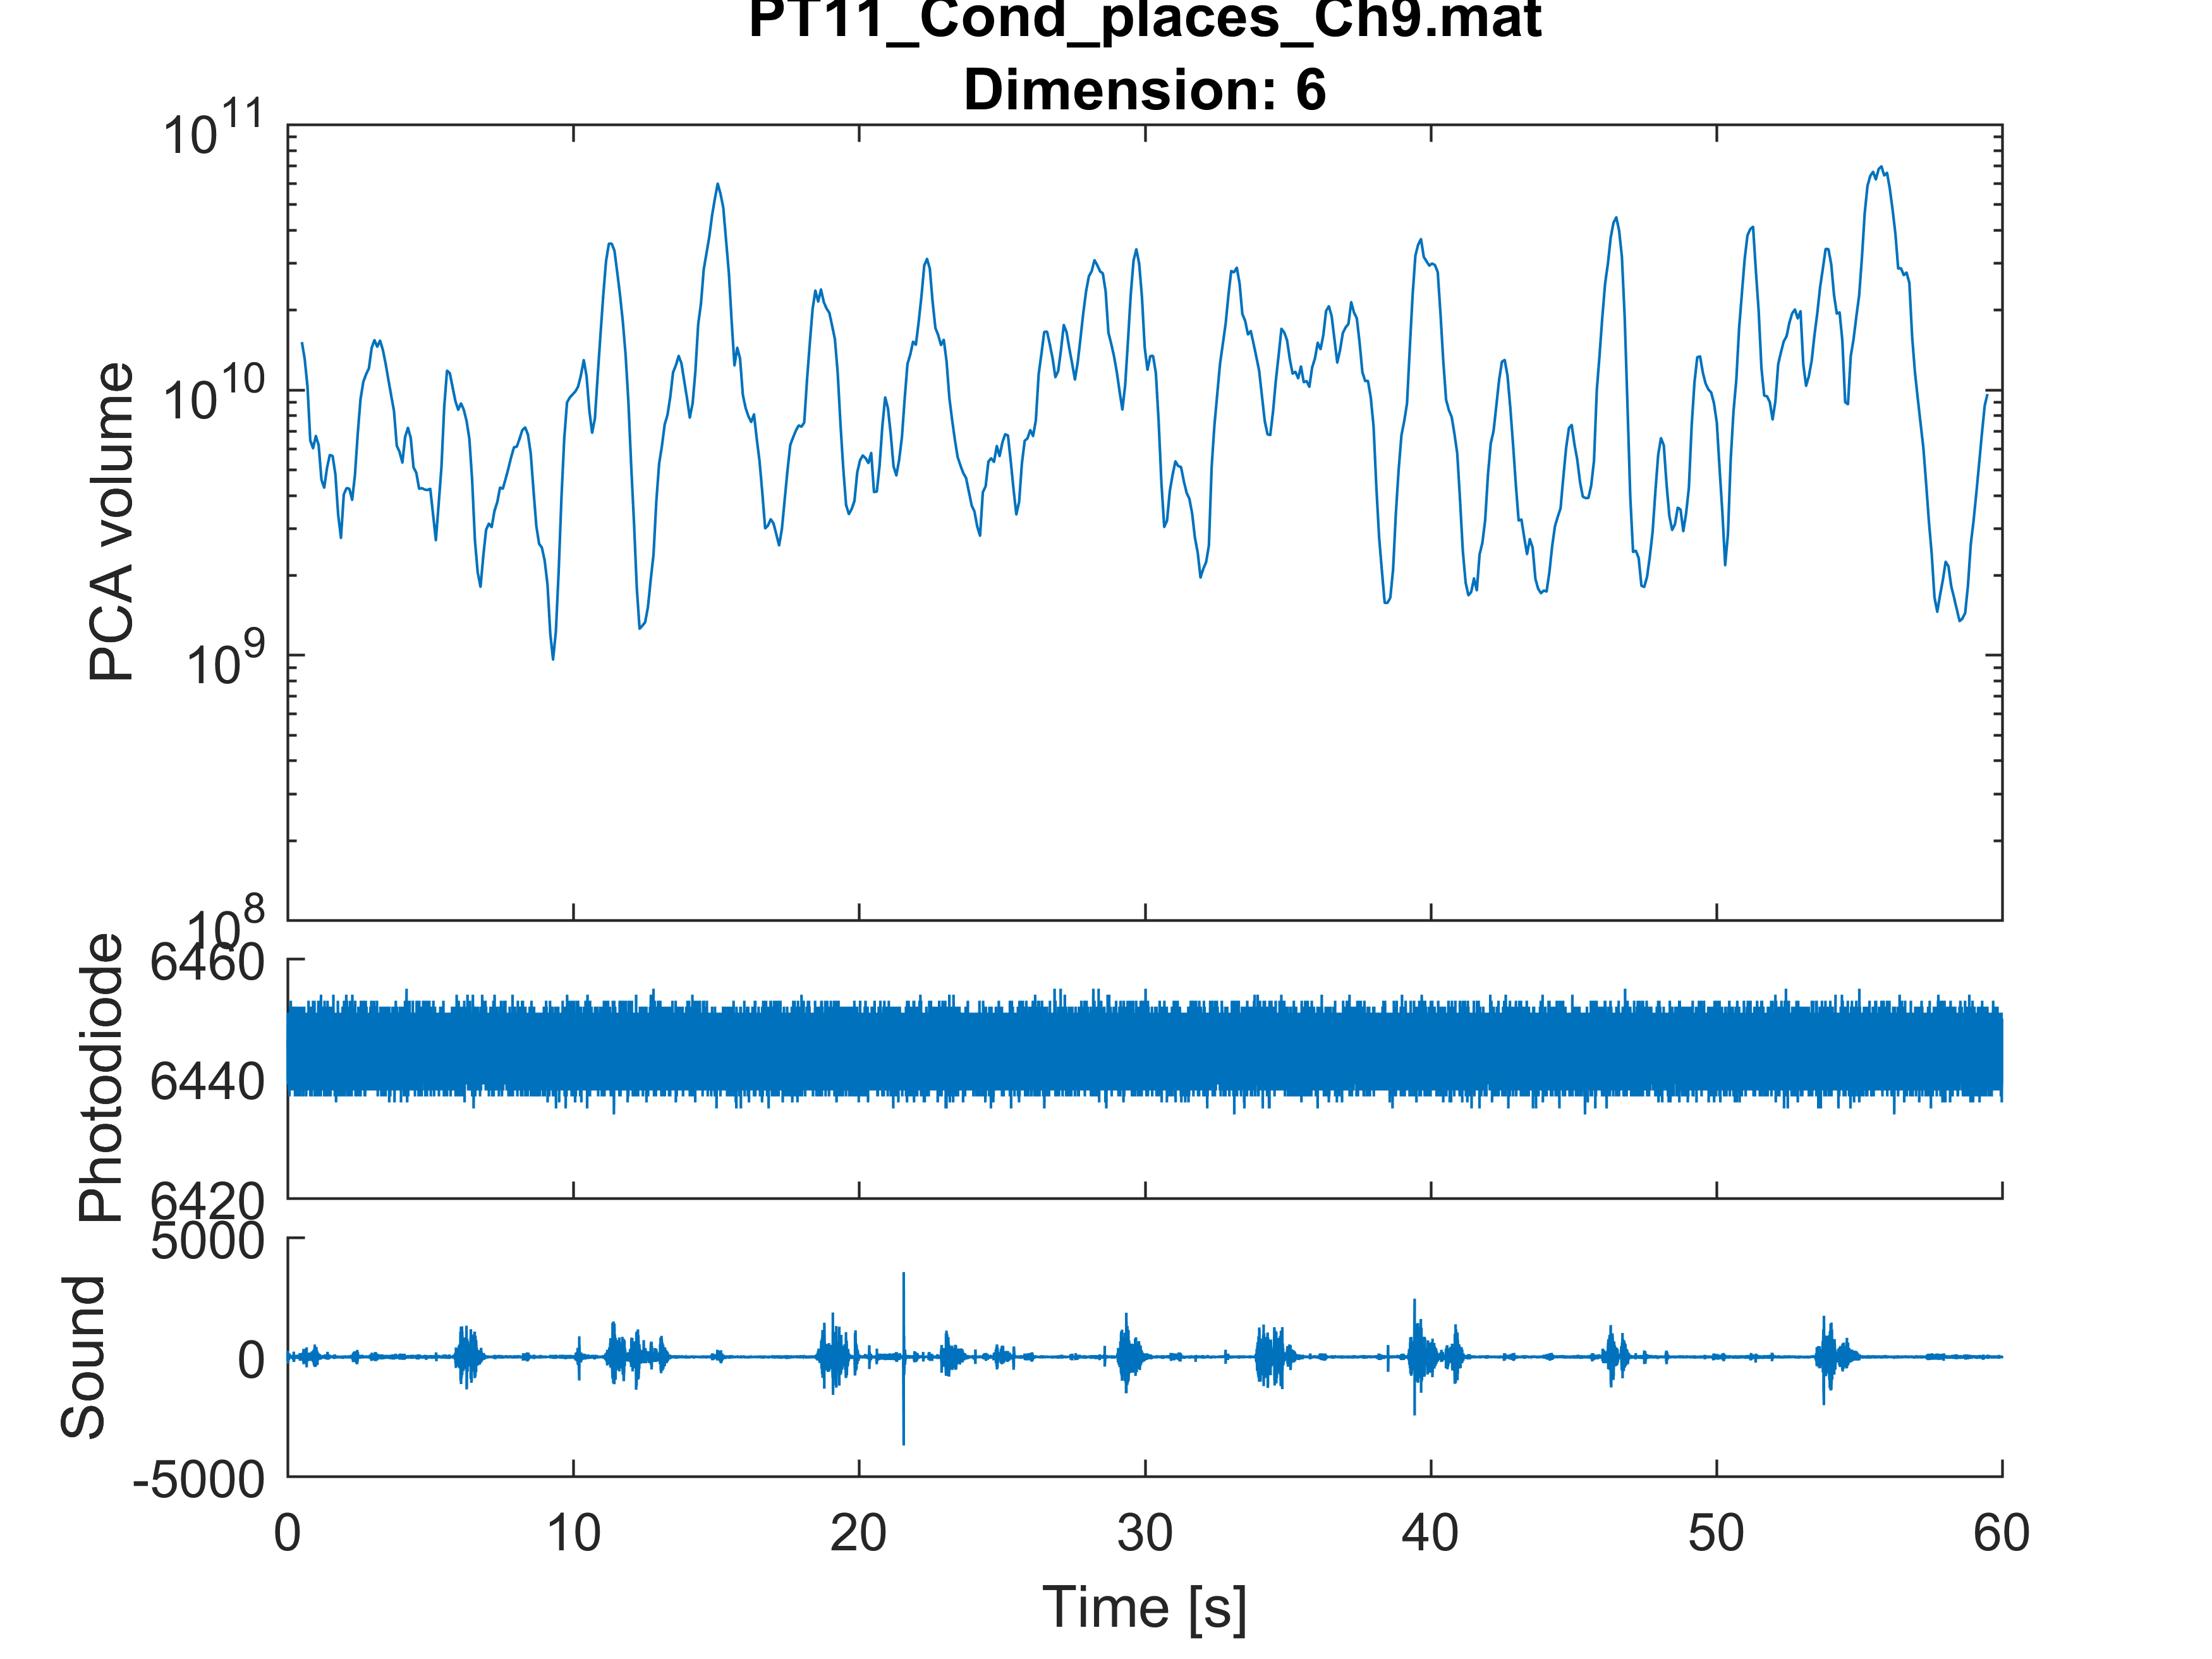 PT11_Cond_places_Ch9.mat
Dimension: 6
10^11
10^10
10^9
10^8
PCA volume
6460
6440
6420
Photodiode
5000
0
-5000
Sound
0 10 20 30 40 50 60
Time [s]